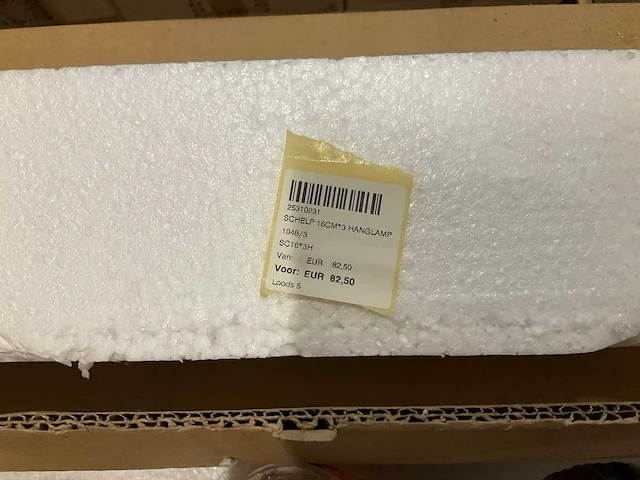 25310231
SCHELP 16CM*3 HANGLAMP
1048/3
SC16*3H
Van: EUR 82,50
Voor: EUR 82,50
Loods 5